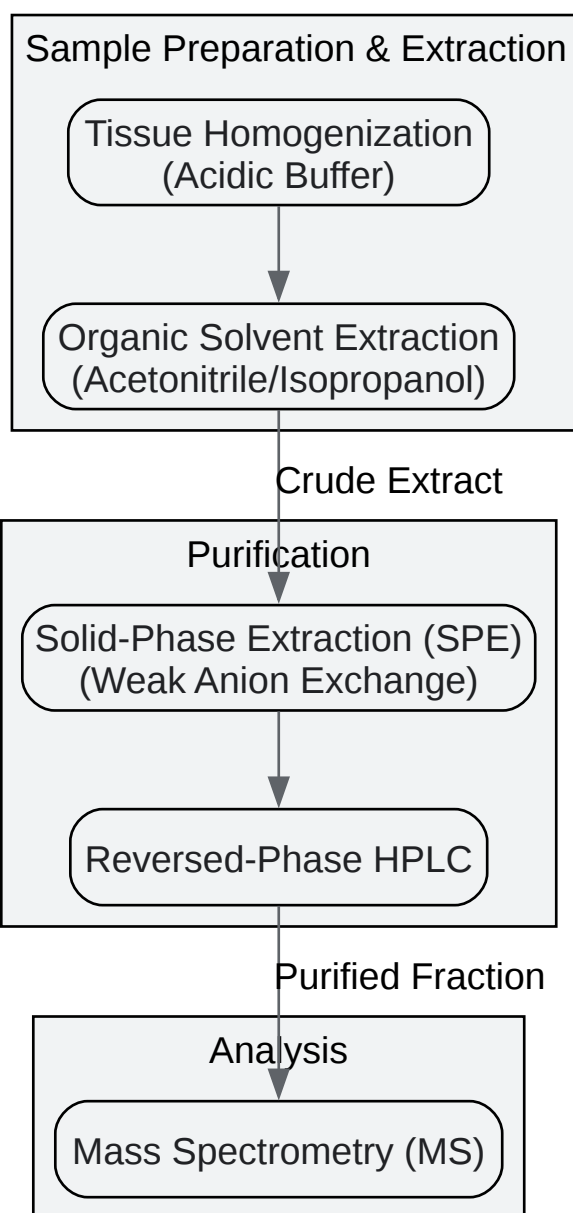 Sample Preparation & Extraction
Tissue Homogenization
(Acidic Buffer)
Organic Solvent Extraction
(Acetonitrile/Isopropanol)
Crude Extract
Purification
Solid-Phase Extraction (SPE)
(Weak Anion Exchange)
Reversed-Phase HPLC
Purified Fraction
Analysis
Mass Spectrometry (MS)